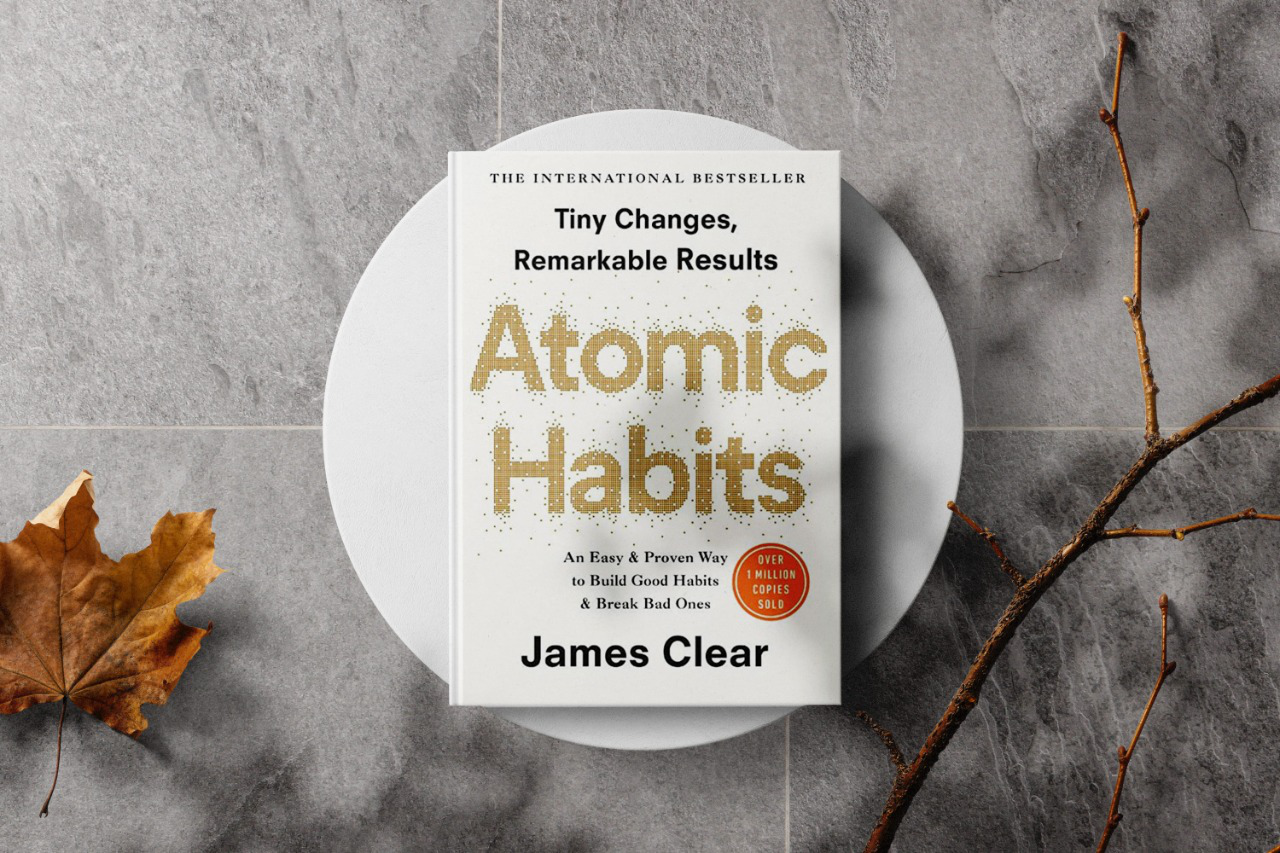 THE INTERNATIONAL BESTSELLER
Tiny Changes,
Remarkable Results
Atomic
Habits
An Easy & Proven Way
to Build Good Habits
& Break Bad Ones
OVER
1 MILLION
COPIES
SOLD
James Clear